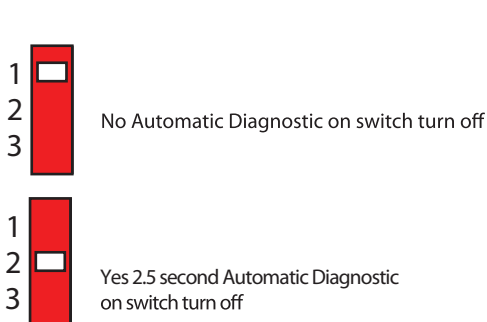 1
2
3
No Automatic Diagnostic on switch turn off
1
2
3
Yes 2.5 second Automatic Diagnostic
on switch turn off